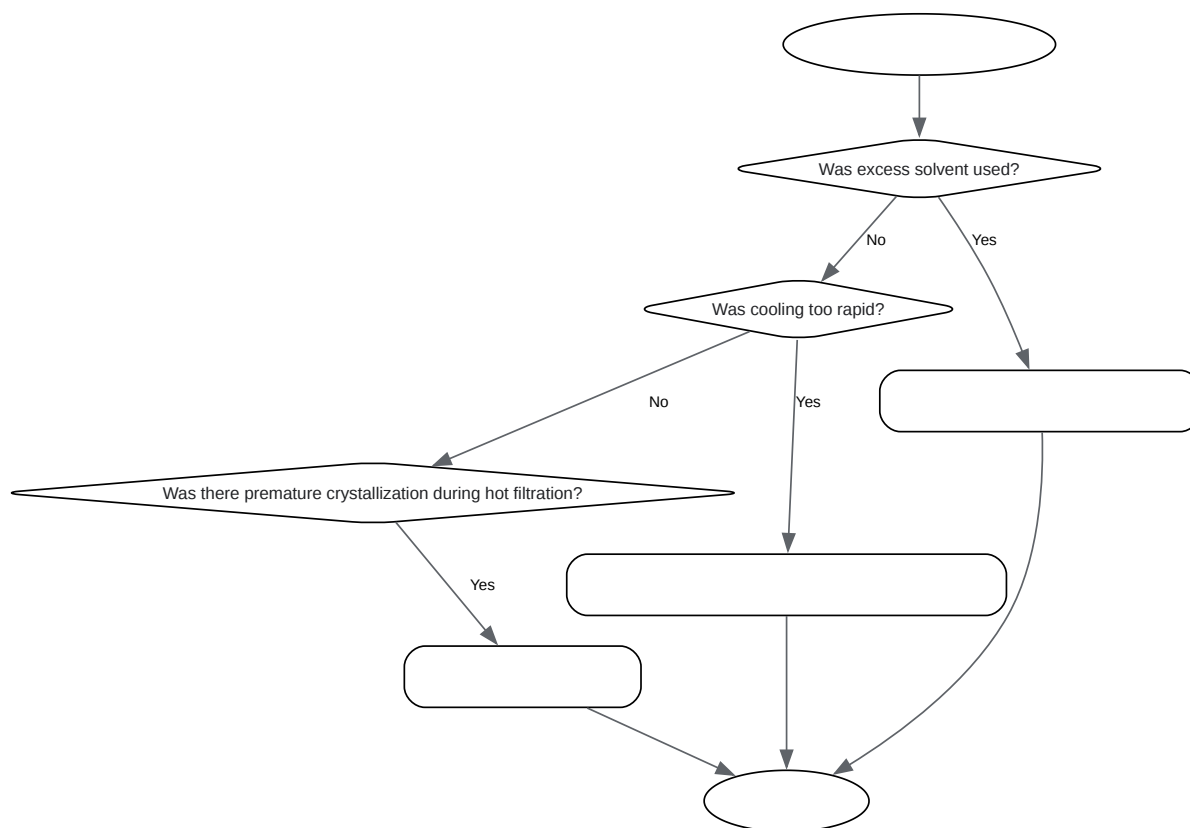 Was excess solvent used?
No
Yes
Was cooling too rapid?
No
Yes
Was there premature crystallization during hot filtration?
Yes